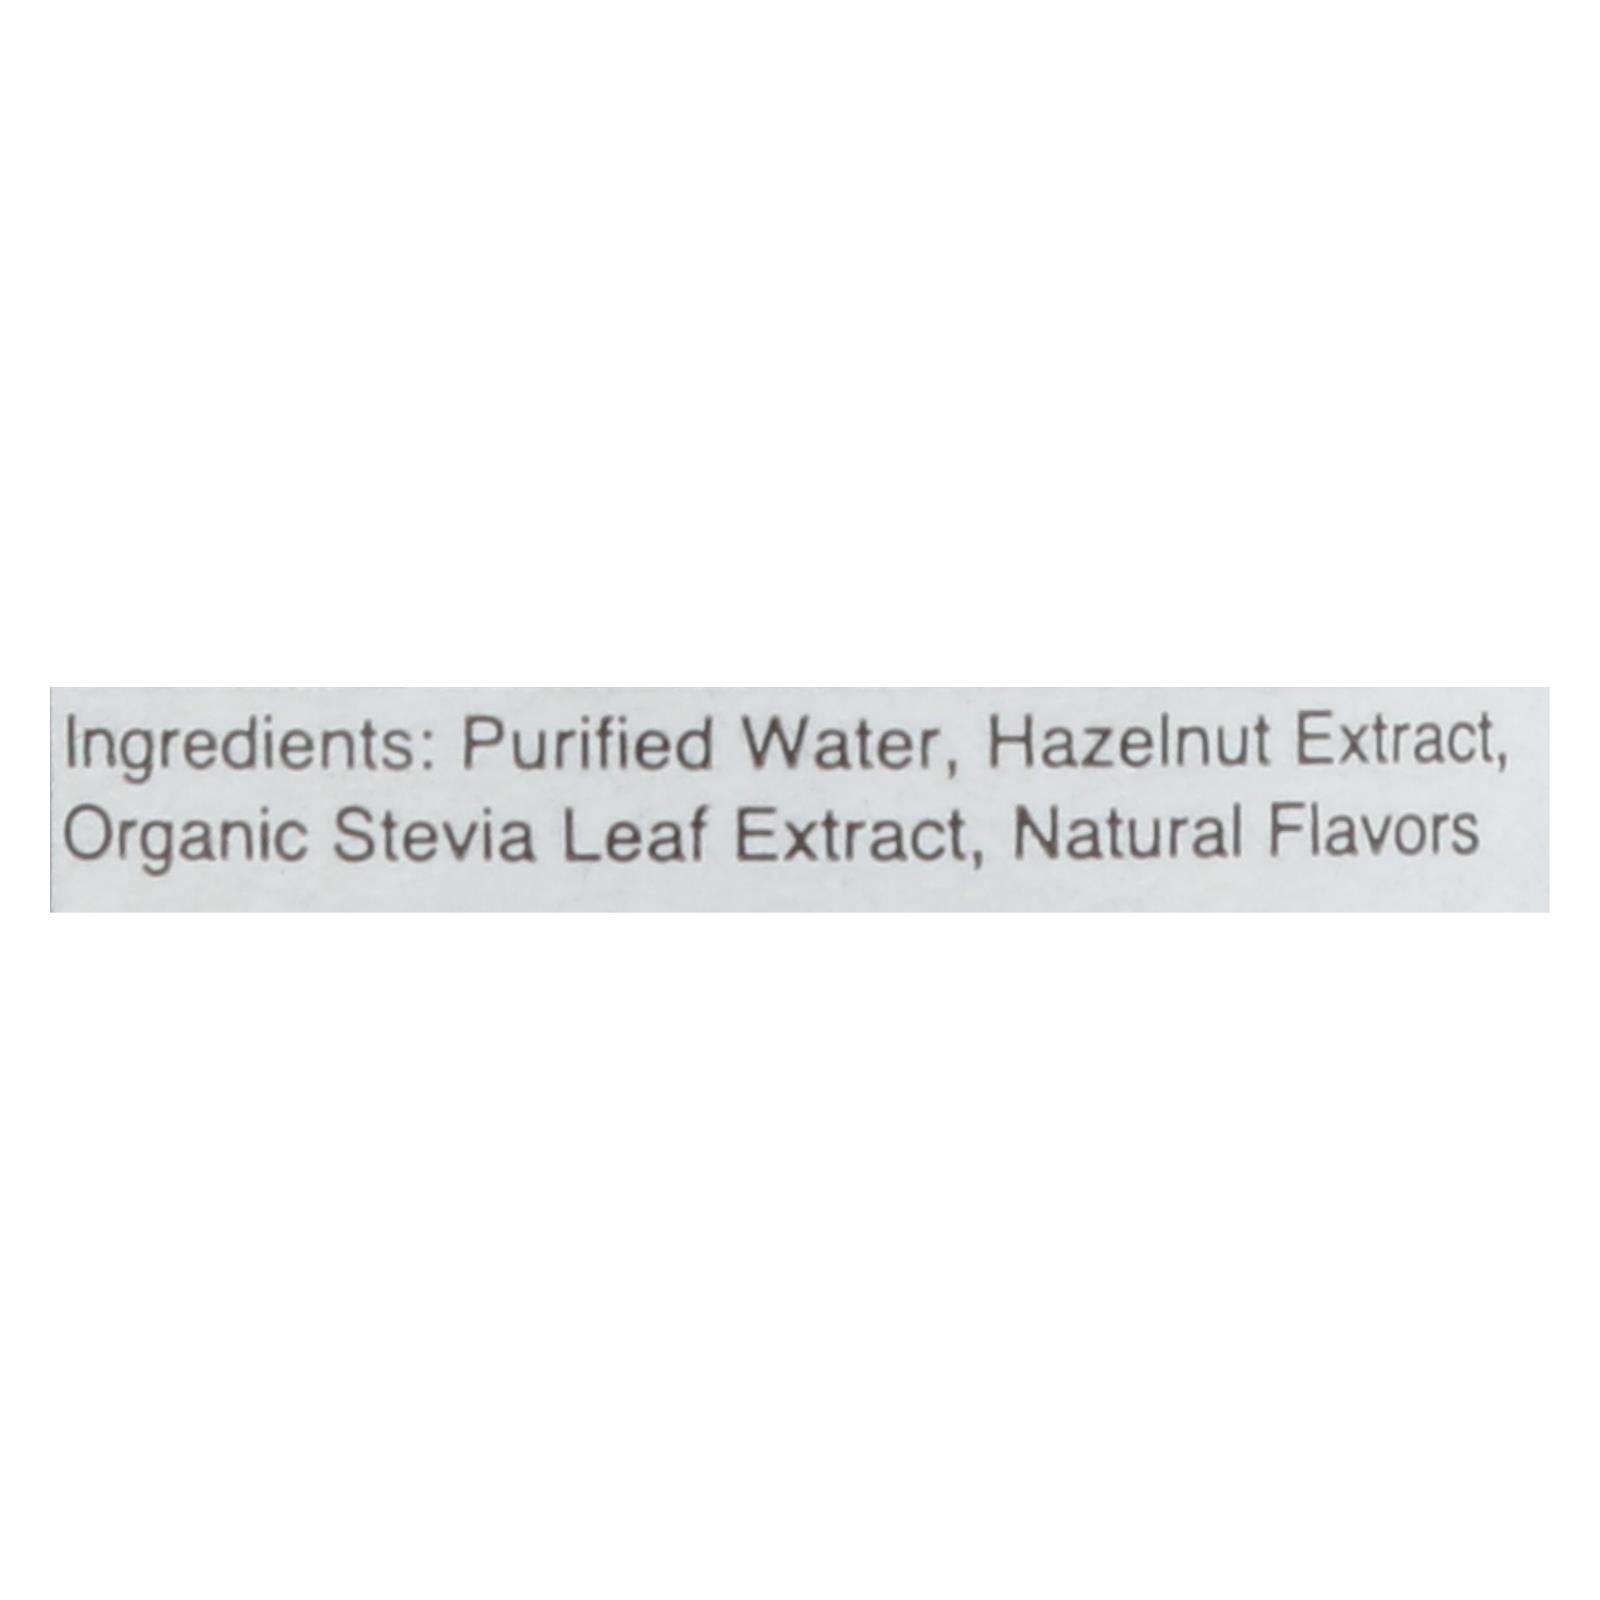 Ingredients: Purified Water, Hazelnut Extract,
Organic Stevia Leaf Extract, Natural Flavors